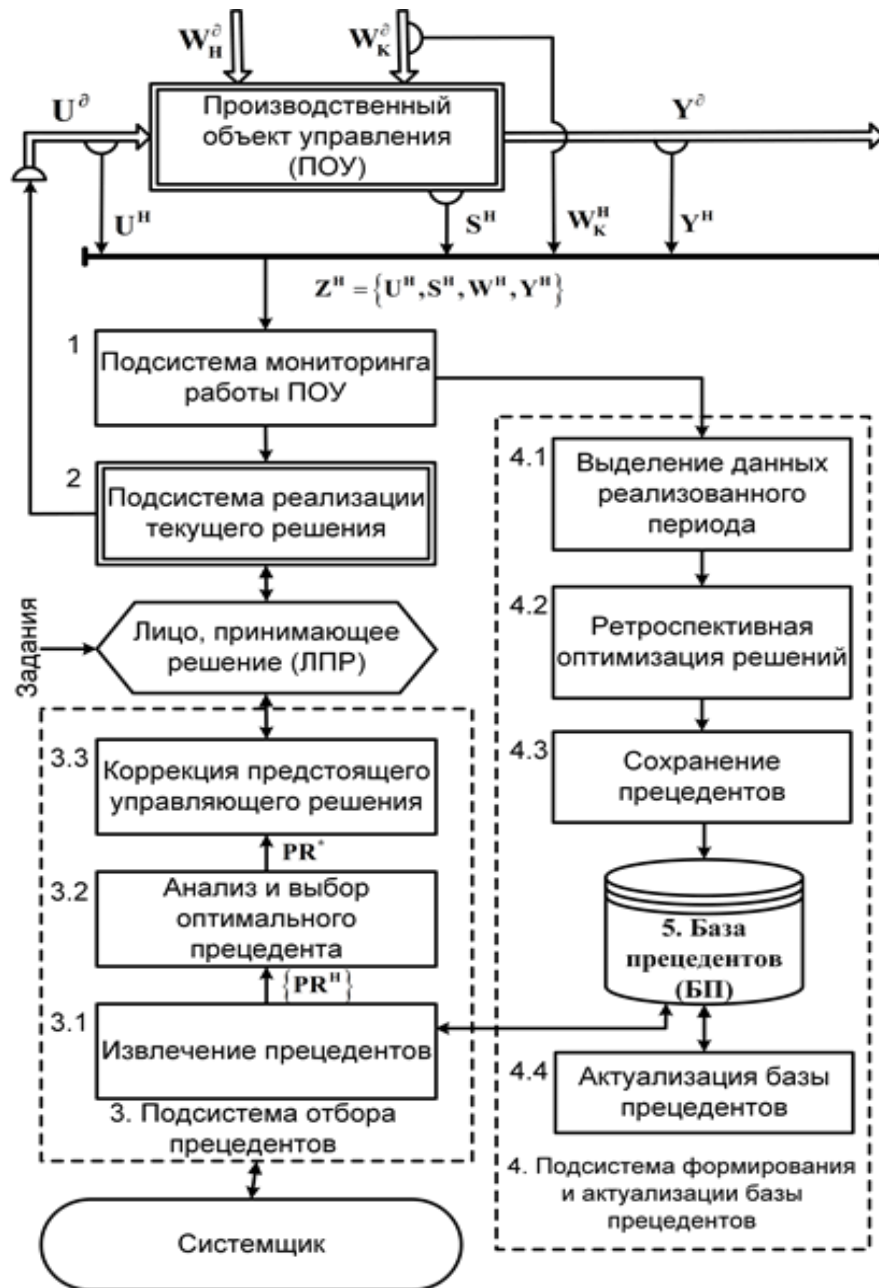 W_Н^∂
W_К^∂
U^∂
Производственный
объект управления
(ПОУ)
Y^∂
U^Н
S^Н
W_К^Н
Y^Н
Z^Н = {U^Н, S^Н, W^Н, Y^Н}
1
Подсистема мониторинга
работы ПОУ
2
Подсистема реализации
текущего решения
Задания
Лицо, принимающее
решение (ЛПР)
3.3
Коррекция предстоящего
управляющего решения
PR*
3.2
Анализ и выбор
оптимального
прецедента
{PR^Н}
3.1
Извлечение прецедентов
3. Подсистема отбора
прецедентов
Системщик
4.1
Выделение данных
реализованного
периода
4.2
Ретроспективная
оптимизация решений
4.3
Сохранение
прецедентов
5. База
прецедентов
(БП)
4.4
Актуализация базы
прецедентов
4. Подсистема формирования
и актуализации базы
прецедентов